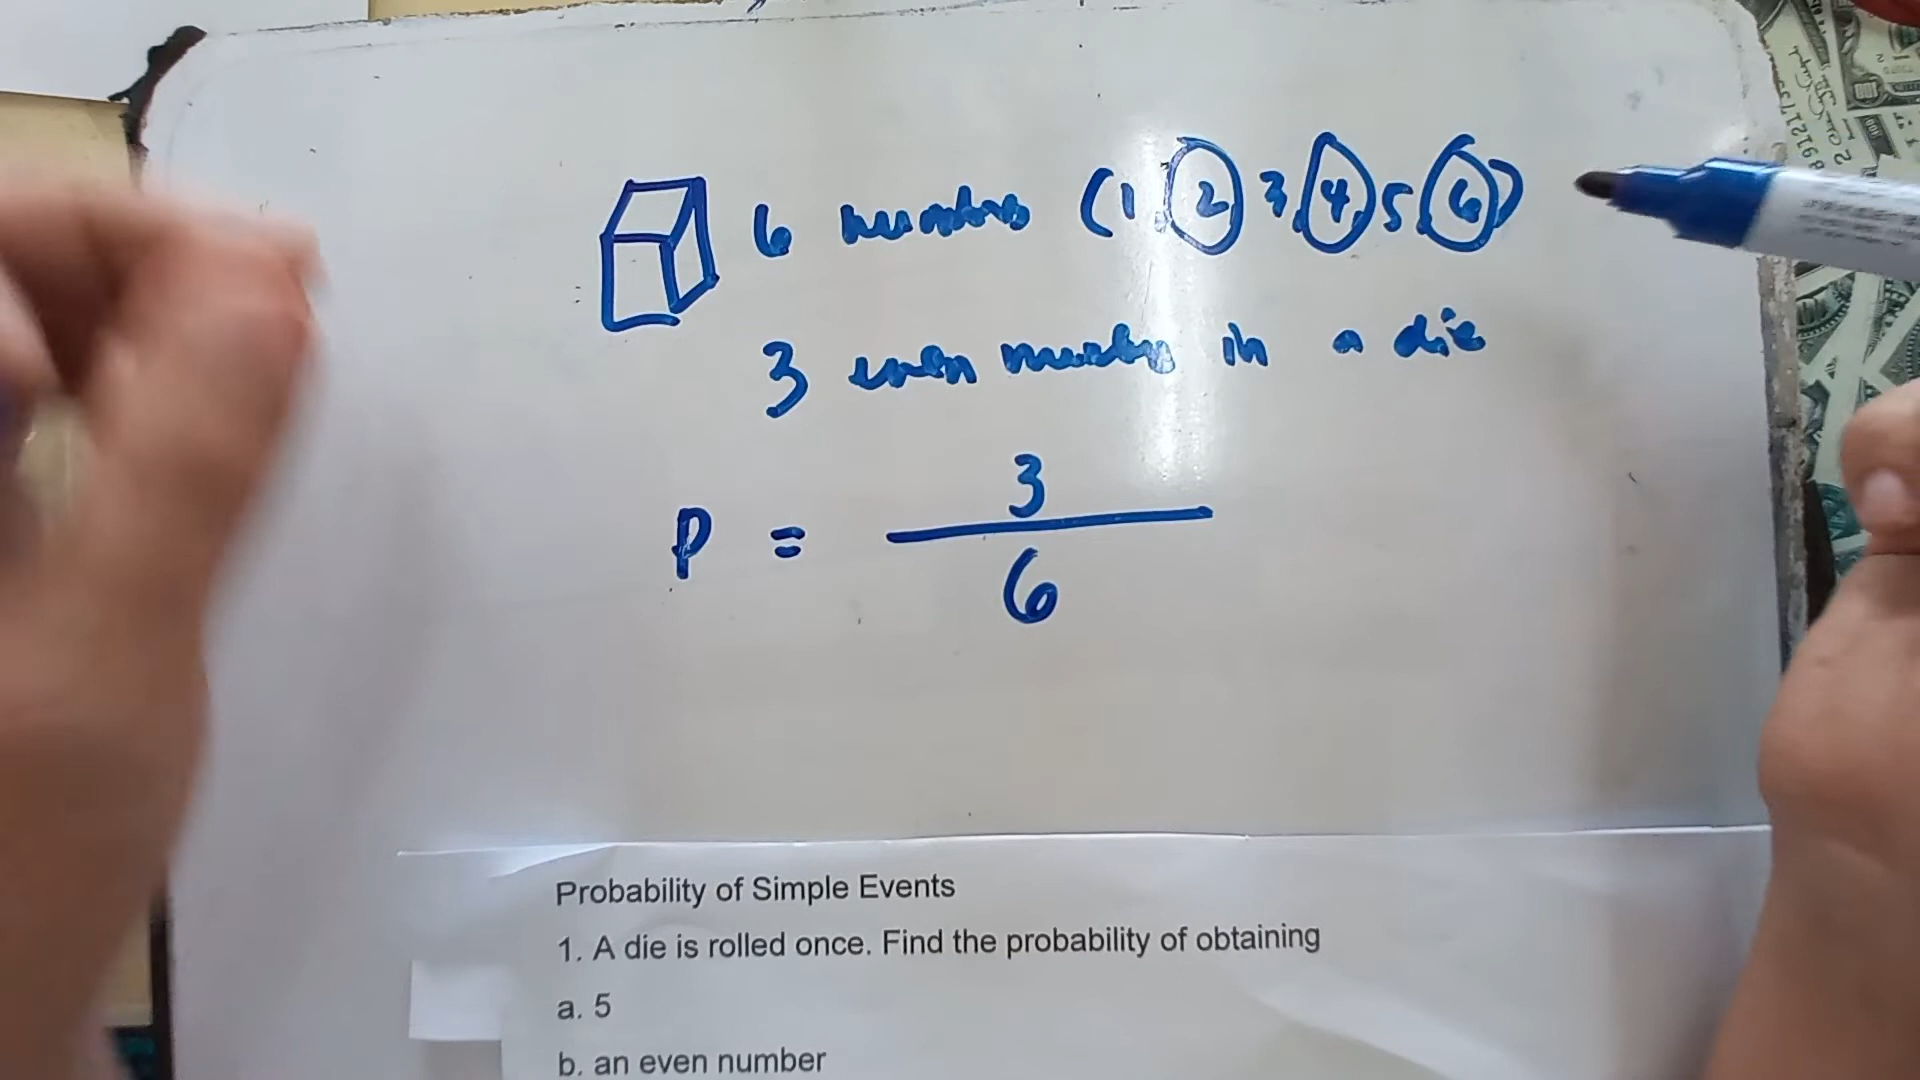 6 numbers (1, 2, 3, 4, 5, 6)
3 even numbers in a die
P = 3
6
Probability of Simple Events
1. A die is rolled once. Find the probability of obtaining
a. 5
b. an even number